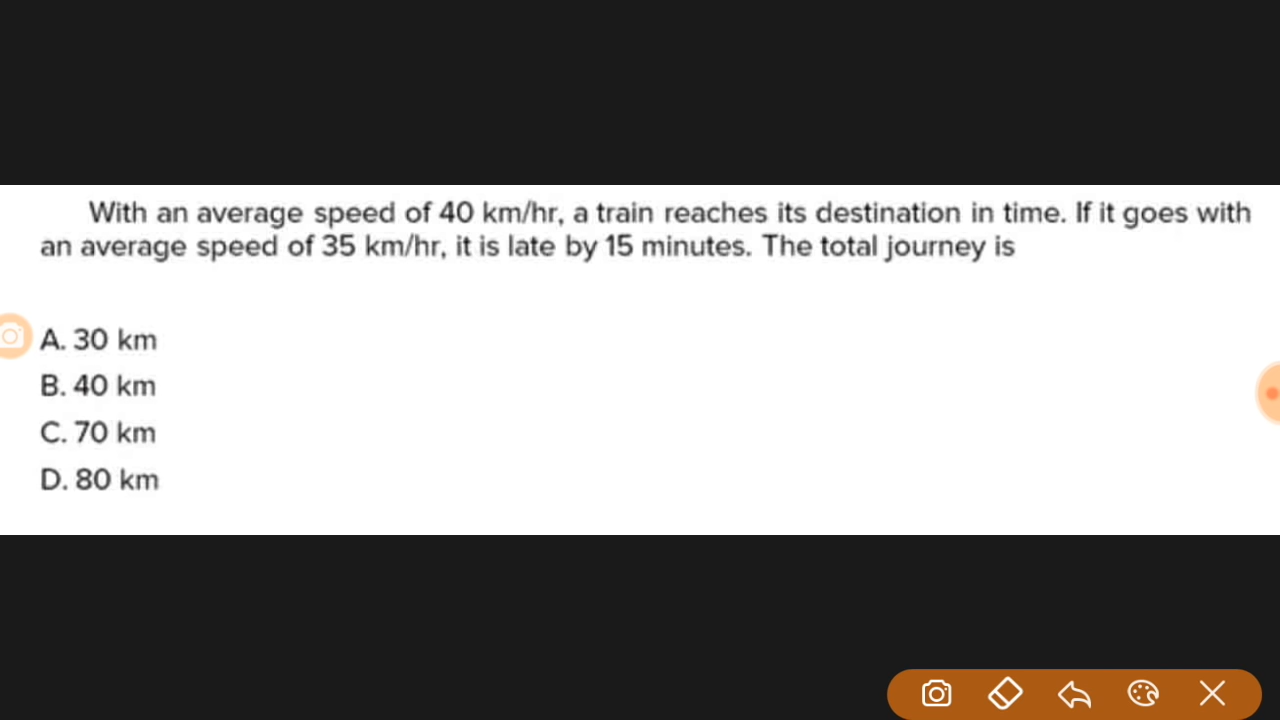 With an average speed of 40 km/hr, a train reaches its destination in time. If it goes with
an average speed of 35 km/hr, it is late by 15 minutes. The total journey is
A. 30 km
B. 40 km
C. 70 km
D. 80 km